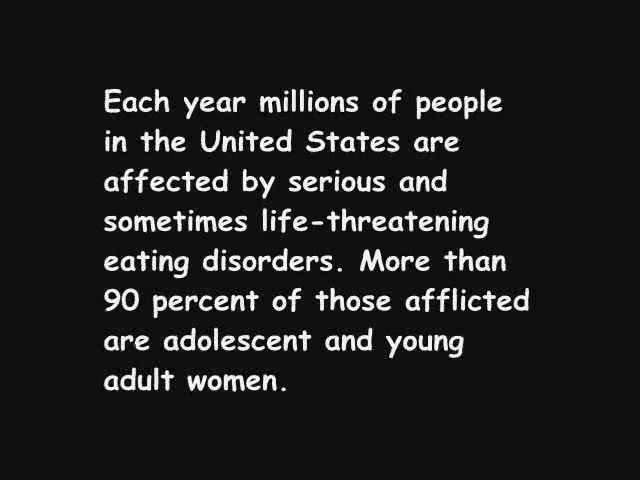 Each year millions of people
in the United States are
affected by serious and
sometimes life-threatening
eating disorders. More than
90 percent of those afflicted
are adolescent and young
adult women.